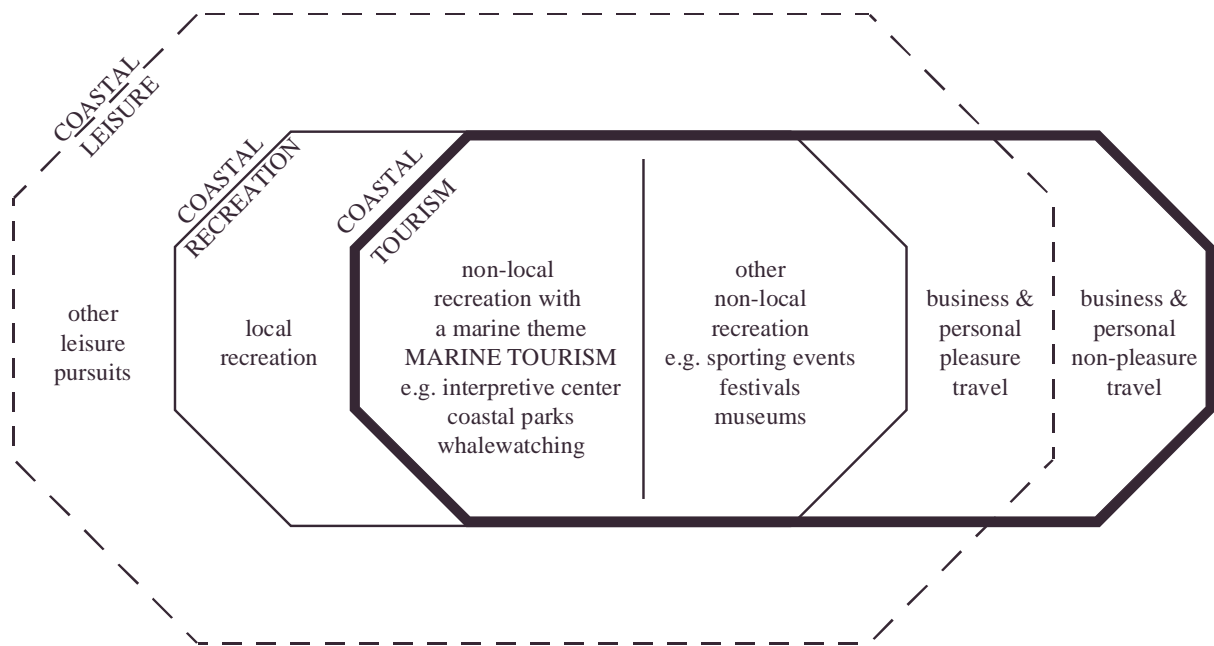 COASTAL
LEISURE
COASTAL
RECREATION
COASTAL
TOURISM
other
leisure
pursuits
local
recreation
non-local
recreation with
a marine theme
MARINE TOURISM
e.g. interpretive center
coastal parks
whalewatching
other
non-local
recreation
e.g. sporting events
festivals
museums
business &
personal
pleasure
travel
business &
personal
non-pleasure
travel